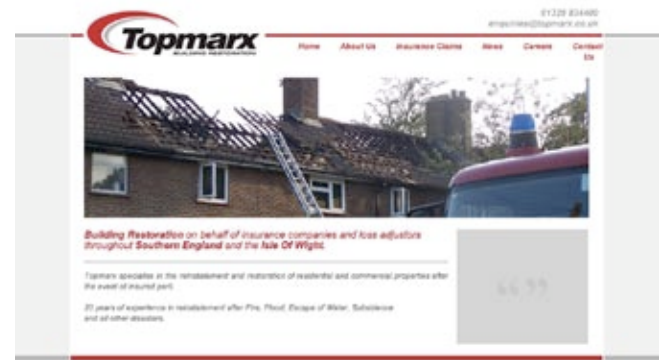 enquiries@topmarx.co.uk
Topmarx
BUILDING RESTORATION
Home About Us Insurance Claims News Careers Contact Us
Building Restoration on behalf of insurance companies and loss adjustors
throughout Southern England and the Isle Of Wight.
Topmarx specialise in the reinstatement and restoration of residential and commercial properties after
the event of insured peril.
20 years of experience in reinstatement after Fire, Flood, Escape of Water, Subsidence
and all other disasters.